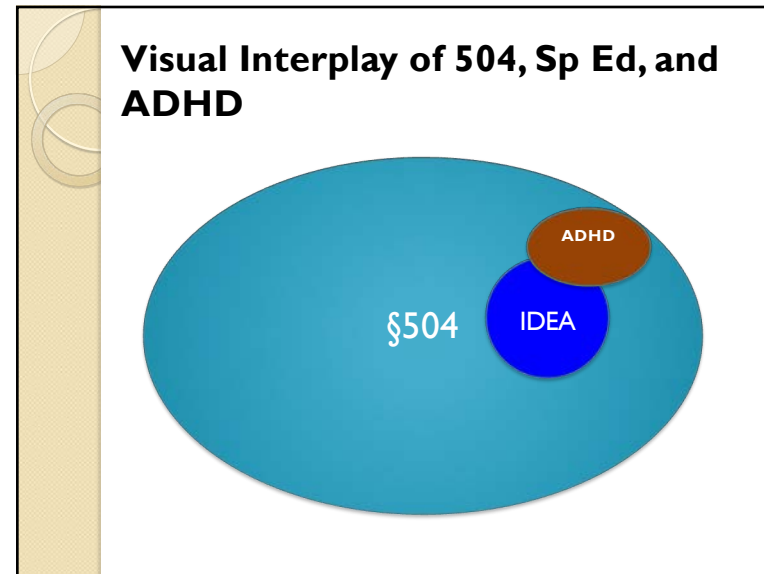 Visual Interplay of 504, Sp Ed, and
ADHD
ADHD
§504
IDEA